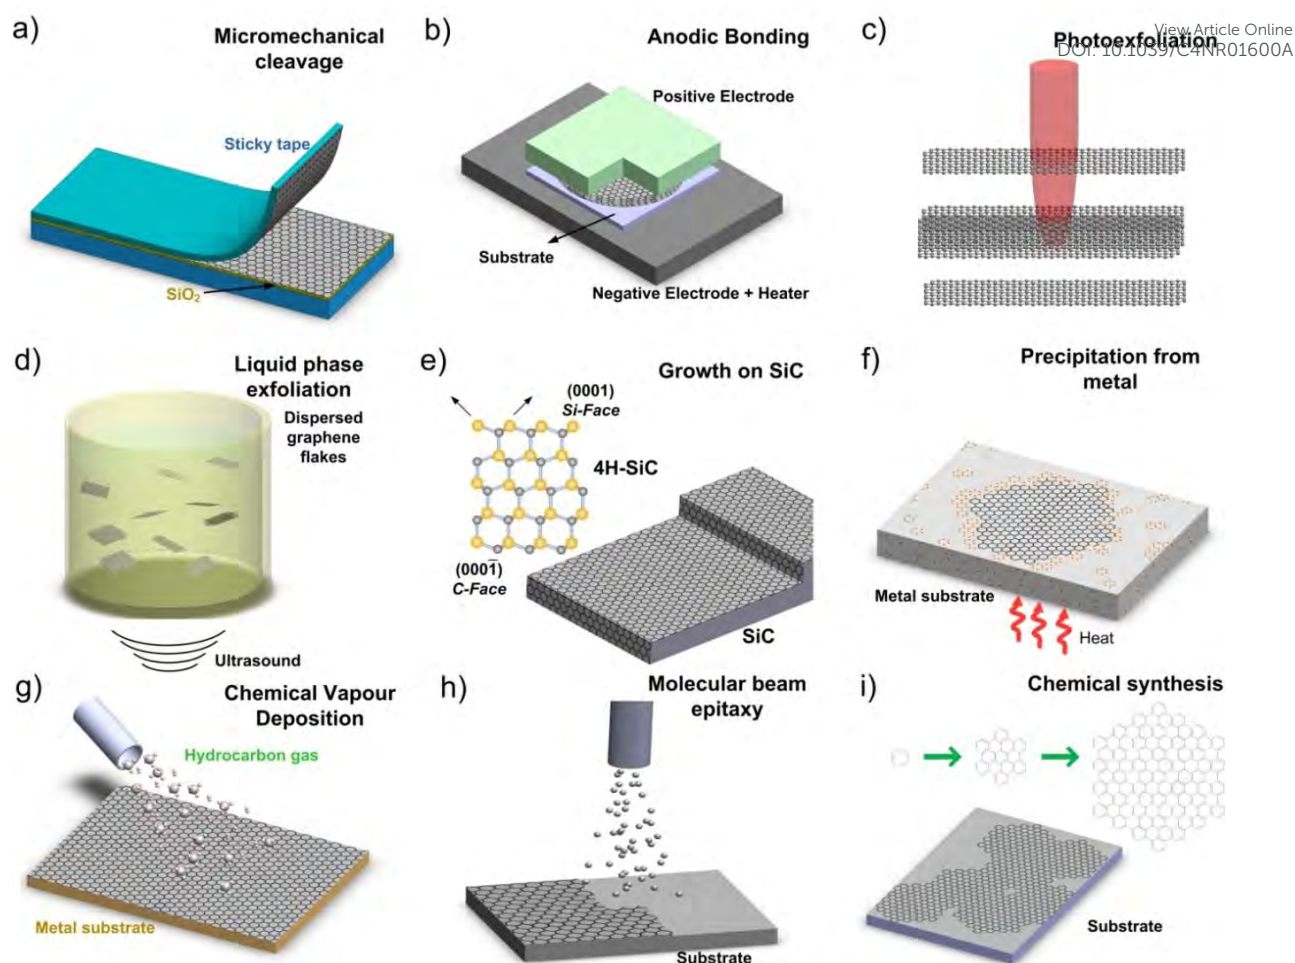 a)
Micromechanical
cleavage
Sticky tape
SiO₂
b)
Anodic Bonding
Positive Electrode
Substrate
Negative Electrode + Heater
c)
View Article Online
Photoexfoliation
DOI: 10.1039/C4NR01600A
d)
Liquid phase
exfoliation
Dispersed
graphene
flakes
Ultrasound
e)
Growth on SiC
(0001)
Si-Face
4H-SiC
(0001̅)
C-Face
SiC
f)
Precipitation from
metal
Metal substrate
Heat
g)
Chemical Vapour
Deposition
Hydrocarbon gas
Metal substrate
h)
Molecular beam
epitaxy
Substrate
i)
Chemical synthesis
Substrate